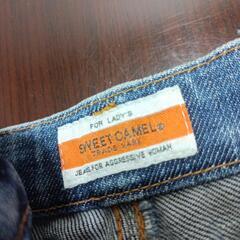 FOR LADY'S
SWEET CAMEL®
TRADE MARK
JEANS FOR AGGRESSIVE WOMAN